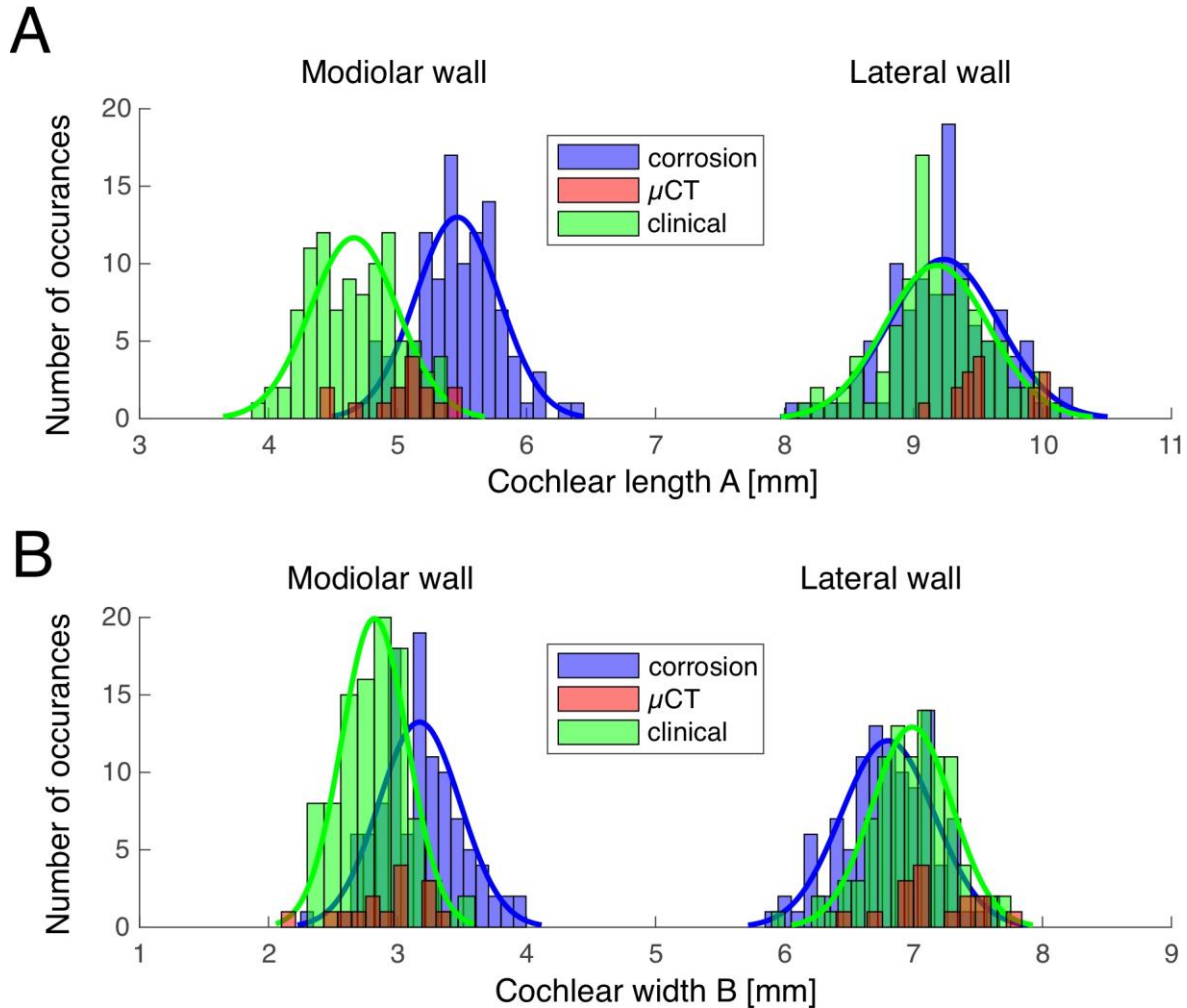 A
Modiolar wall
Lateral wall
Number of occurances
20
15
10
5
0
corrosion
µCT
clinical
3 4 5 6 7 8 9 10 11
Cochlear length A [mm]
B
Modiolar wall
Lateral wall
Number of occurances
20
15
10
5
0
corrosion
µCT
clinical
1 2 3 4 5 6 7 8 9
Cochlear width B [mm]